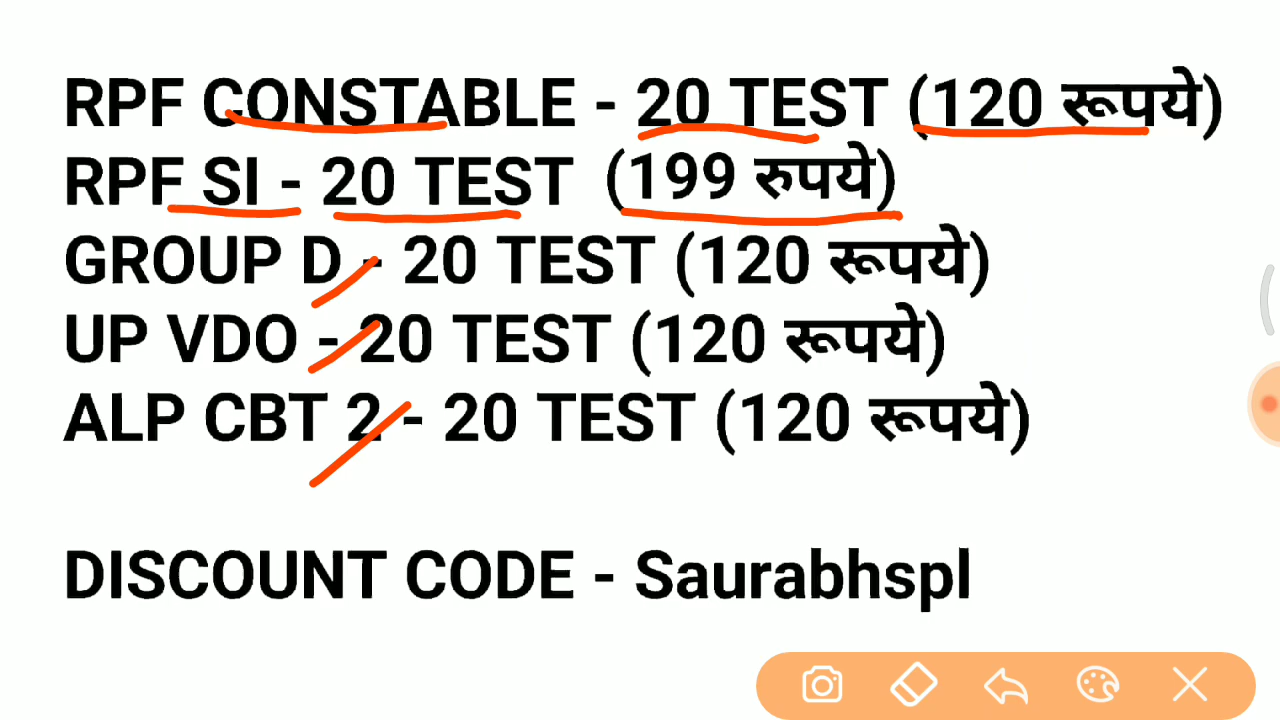 RPF CONSTABLE - 20 TEST (120 रूपये)
RPF SI - 20 TEST (199 रुपये)
GROUP D - 20 TEST (120 रूपये)
UP VDO - 20 TEST (120 रूपये)
ALP CBT 2 - 20 TEST (120 रूपये)
DISCOUNT CODE - Saurabhspl